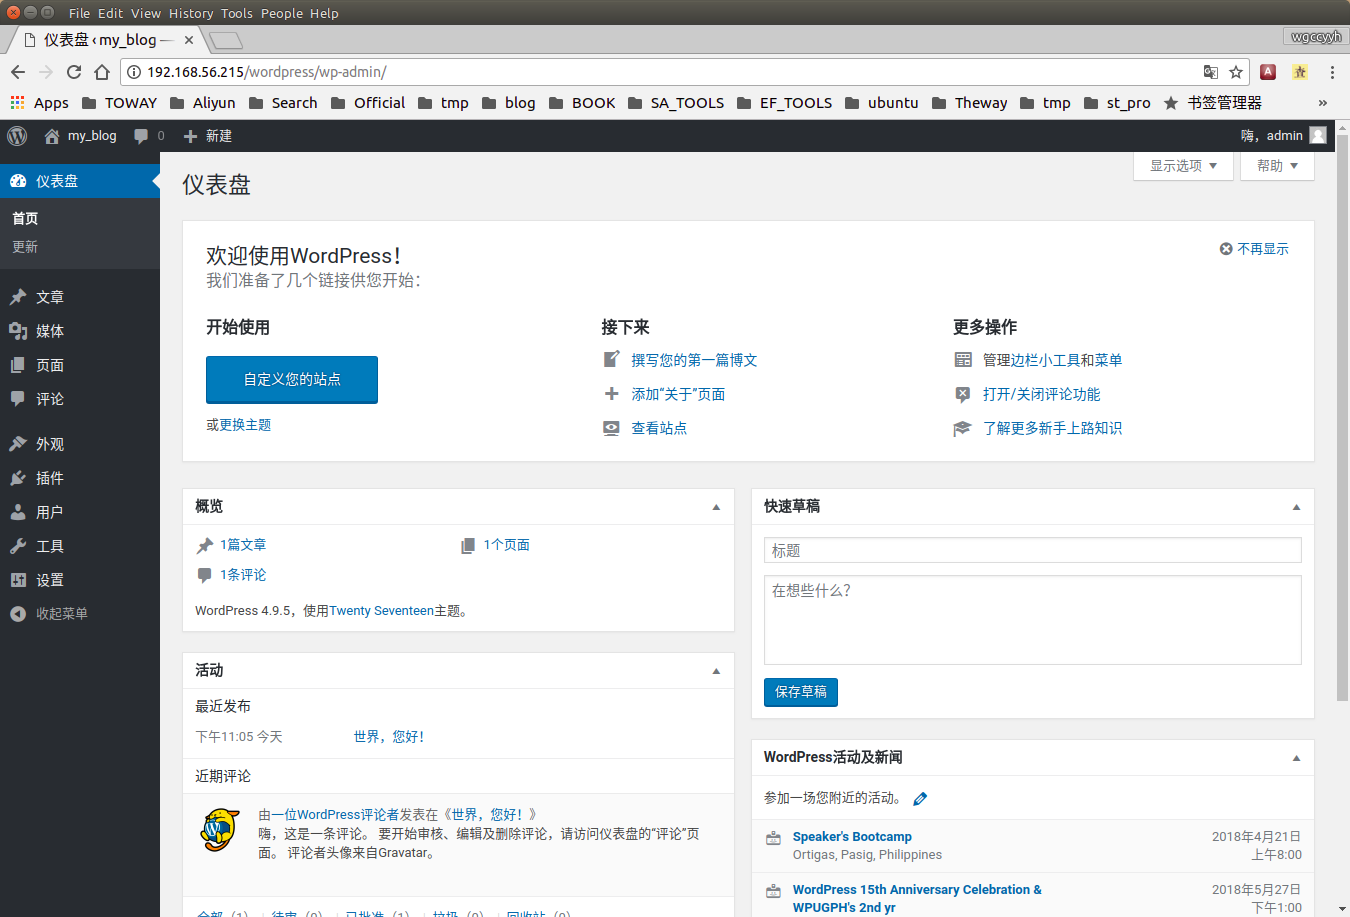 File Edit View History Tools People Help
仪表盘 ‹ my_blog —
wgccyyh
192.168.56.215/wordpress/wp-admin/
Apps TOWAY Aliyun Search Official tmp blog BOOK SA_TOOLS EF_TOOLS ubuntu Theway tmp st_pro 书签管理器 »
my_blog 0 新建 嗨，admin
仪表盘
首页
更新
文章
媒体
页面
评论
外观
插件
用户
工具
设置
收起菜单
显示选项 帮助
仪表盘
欢迎使用WordPress！
不再显示
我们准备了几个链接供您开始：
开始使用
自定义您的站点
或更换主题
接下来
撰写您的第一篇博文
添加“关于”页面
查看站点
更多操作
管理边栏小工具和菜单
打开/关闭评论功能
了解更多新手上路知识
概览
1篇文章 1个页面
1条评论
WordPress 4.9.5，使用Twenty Seventeen主题。
活动
最近发布
下午11:05 今天 世界，您好！
近期评论
由一位WordPress评论者发表在《世界，您好！》
嗨，这是一条评论。 要开始审核、编辑及删除评论，请访问仪表盘的“评论”页
面。 评论者头像来自Gravatar。
全部（1） | 待审（0） | 已批准（1） | 垃圾（0） | 回收站（0）
快速草稿
标题
在想些什么？
保存草稿
WordPress活动及新闻
参加一场您附近的活动。
Speaker's Bootcamp 2018年4月21日
Ortigas, Pasig, Philippines 上午8:00
WordPress 15th Anniversary Celebration & 2018年5月27日
WPUGPH's 2nd yr 下午1:00